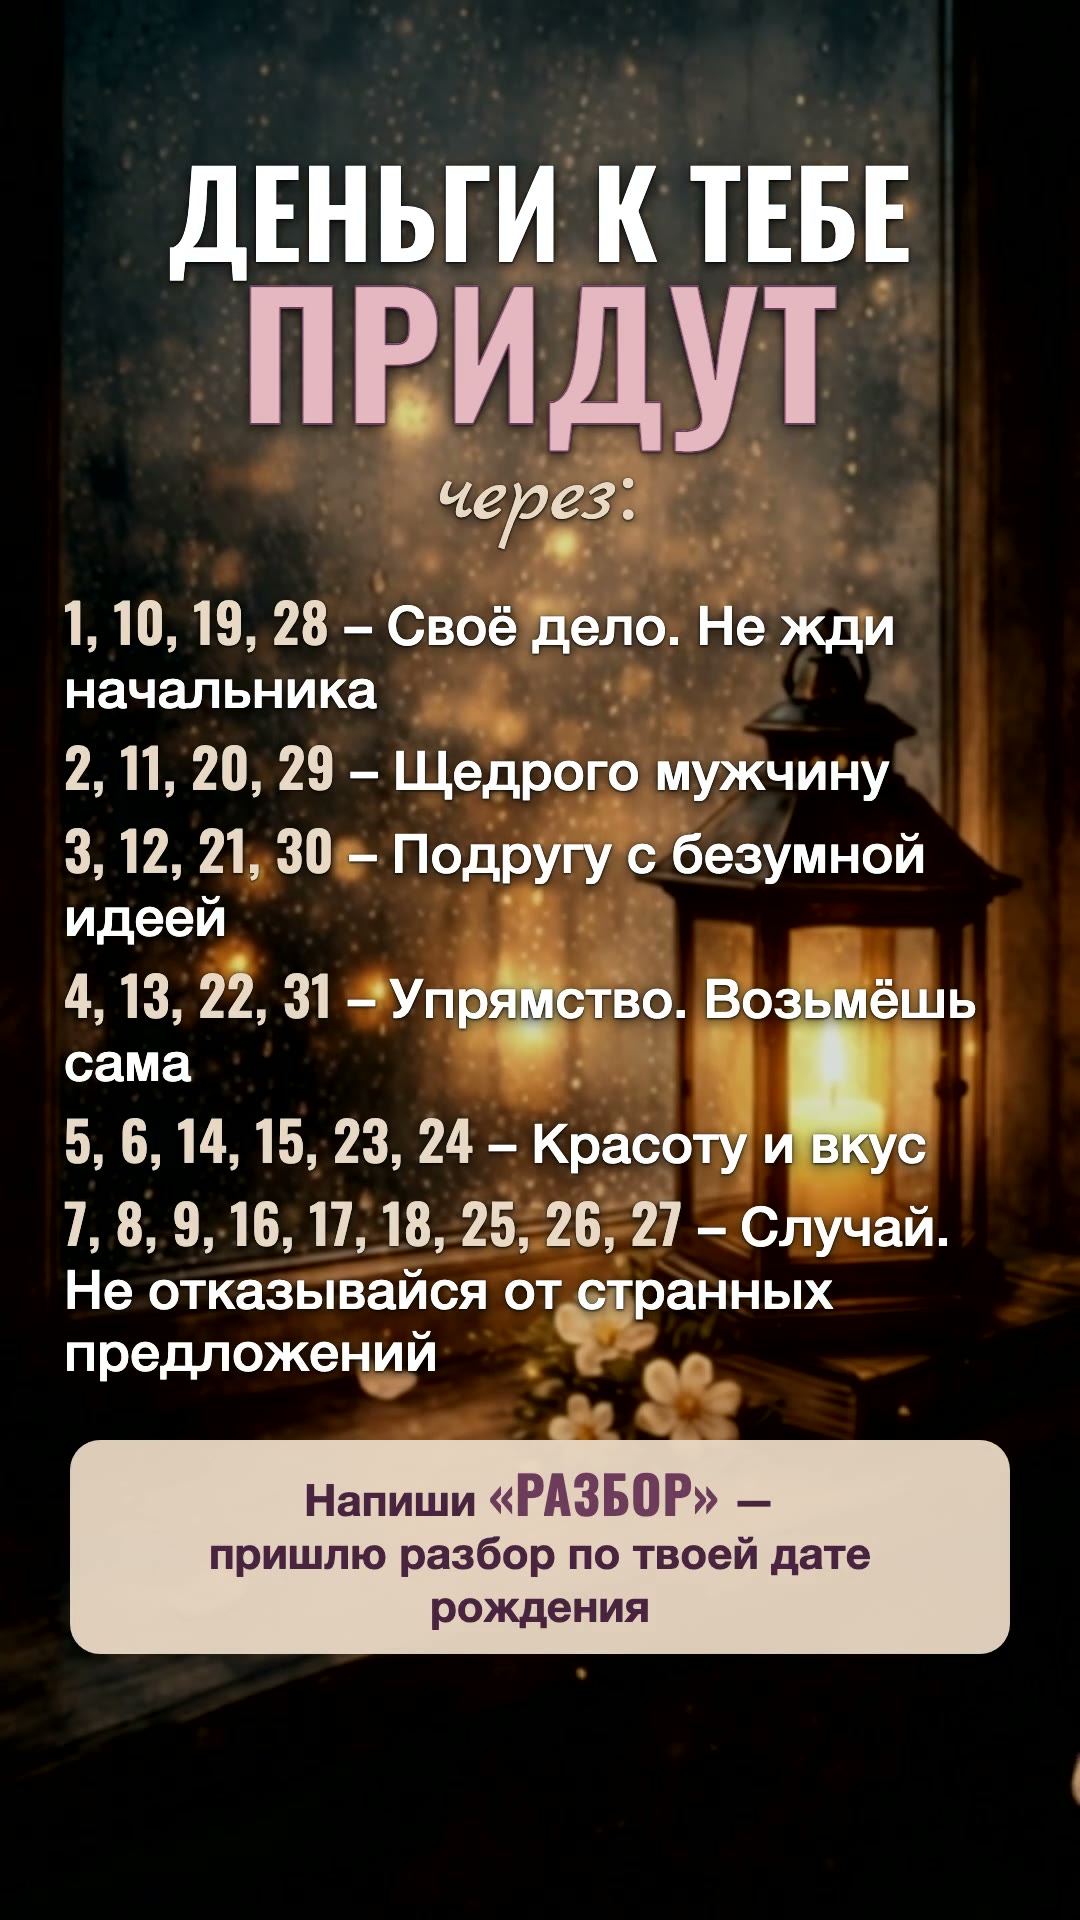 ДЕНЬГИ К ТЕБЕ
ПРИДУТ
через:
1, 10, 19, 28 – Своё дело. Не жди
начальника
2, 11, 20, 29 – Щедрого мужчину
3, 12, 21, 30 – Подругу с безумной
идеей
4, 13, 22, 31 – Упрямство. Возьмёшь
сама
5, 6, 14, 15, 23, 24 – Красоту и вкус
7, 8, 9, 16, 17, 18, 25, 26, 27 – Случай.
Не отказывайся от странных
предложений
Напиши «РАЗБОР» —
пришлю разбор по твоей дате
рождения